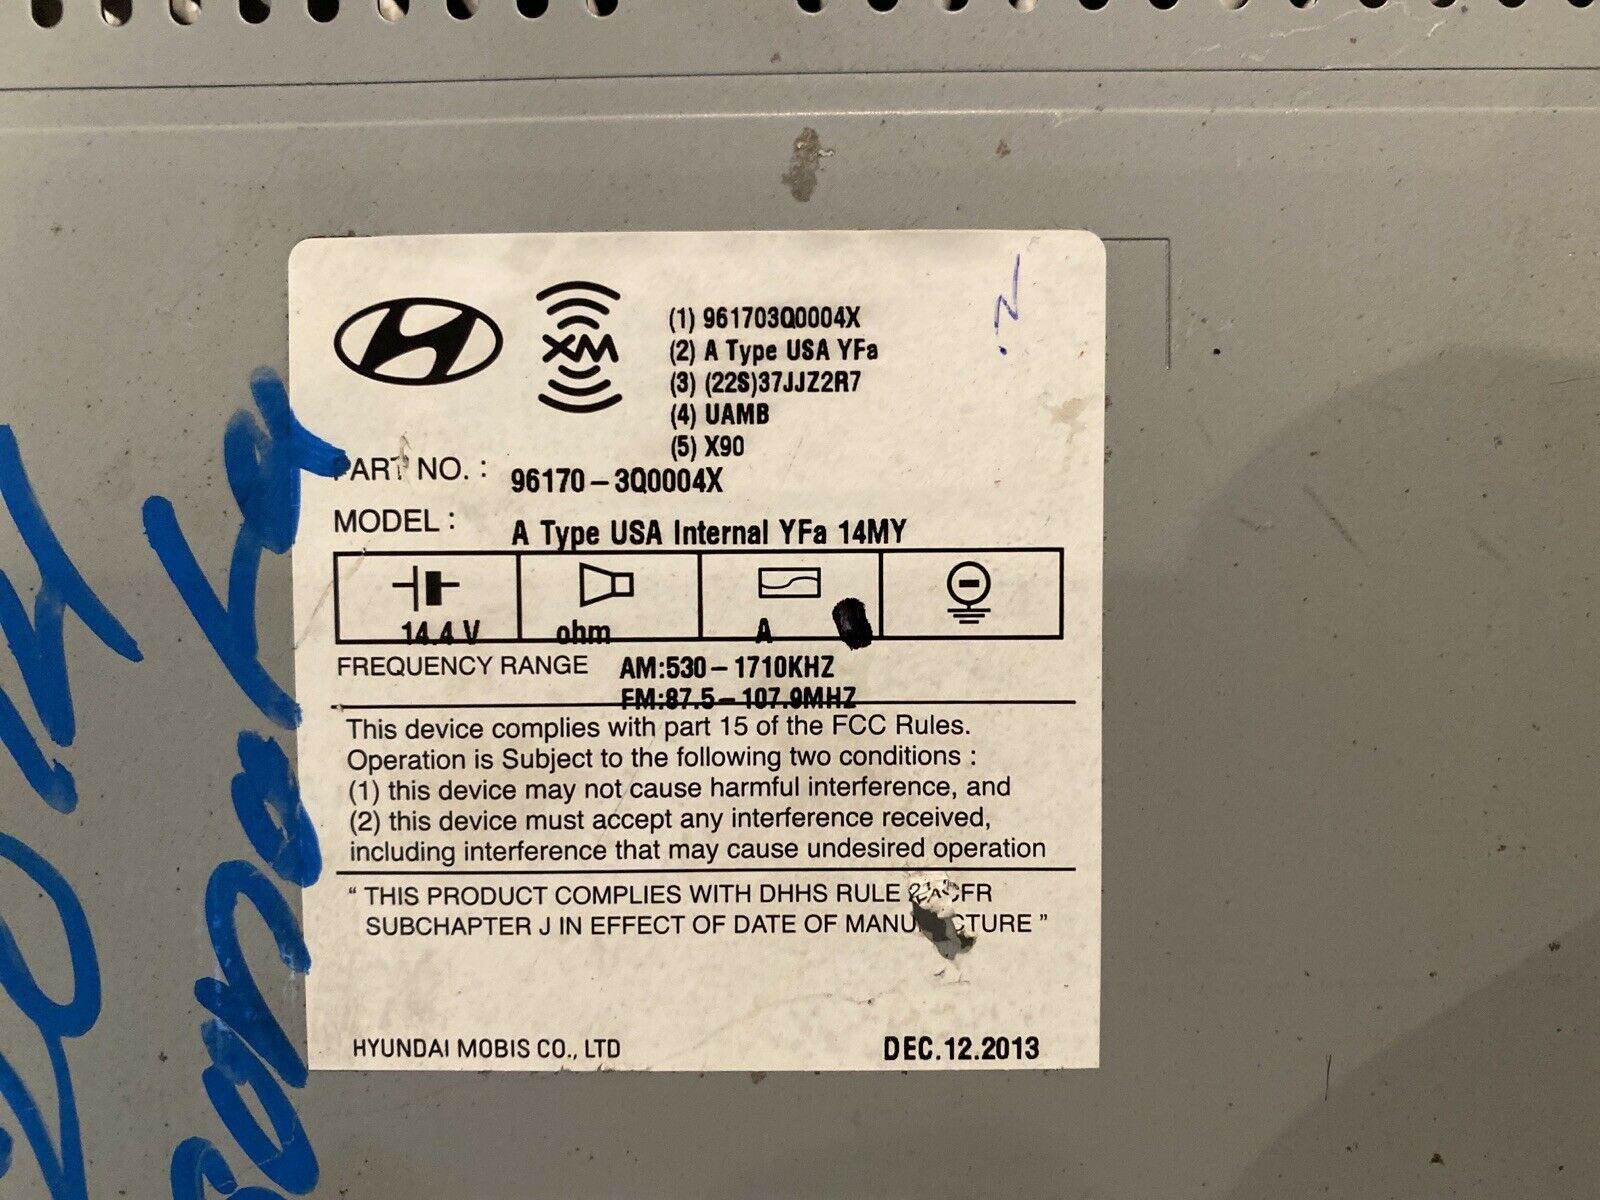 XM
(1) 961703Q0004X
(2) A Type USA YFa
(3) (22S)37JJZ2R7
(4) UAMB
(5) X90
PART NO. : 96170-3Q0004X
MODEL : A Type USA Internal YFa 14MY
14.4 V ohm A
FREQUENCY RANGE AM:530-1710KHZ
FM:87.5-107.9MHZ
This device complies with part 15 of the FCC Rules.
Operation is Subject to the following two conditions :
(1) this device may not cause harmful interference, and
(2) this device must accept any interference received,
including interference that may cause undesired operation
" THIS PRODUCT COMPLIES WITH DHHS RULE CFR
SUBCHAPTER J IN EFFECT OF DATE OF MANUFACTURE "
HYUNDAI MOBIS CO., LTD DEC.12.2013